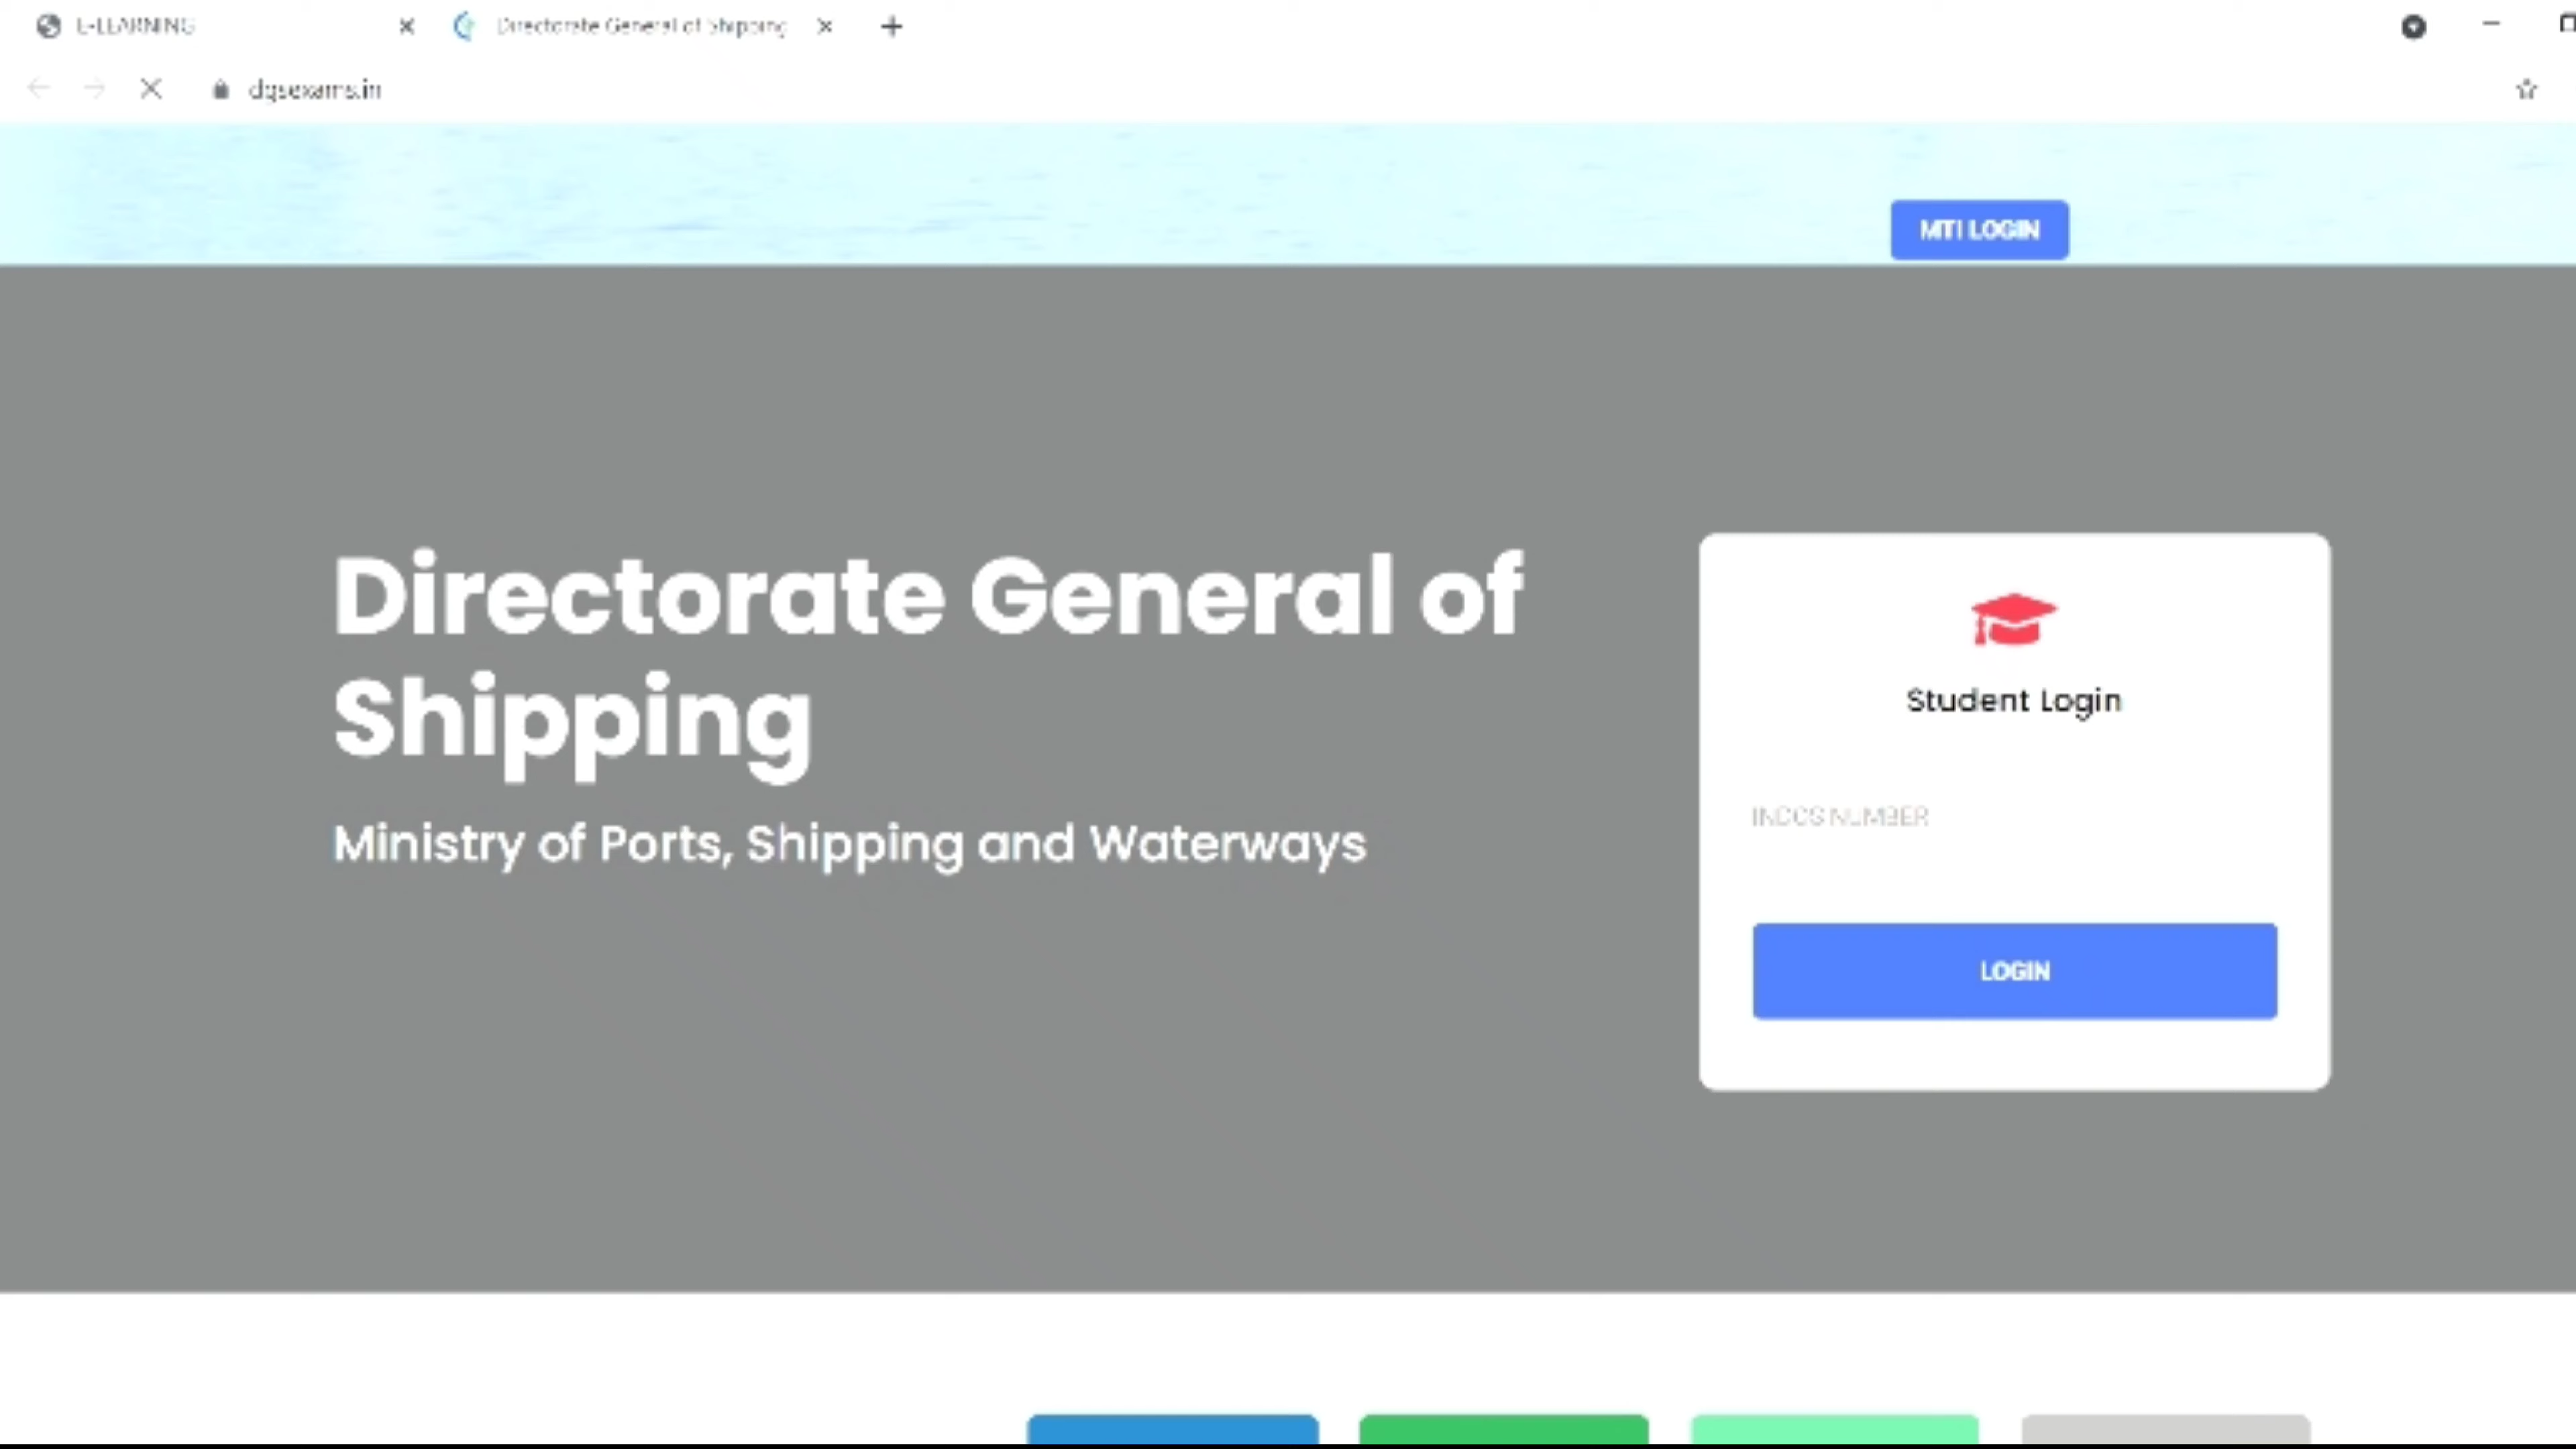 E-LEARNING
Directorate General of Shipping
dgsexams.in
MTI LOGIN
Directorate General of
Shipping
Ministry of Ports, Shipping and Waterways
Student Login
INDOS NUMBER
LOGIN